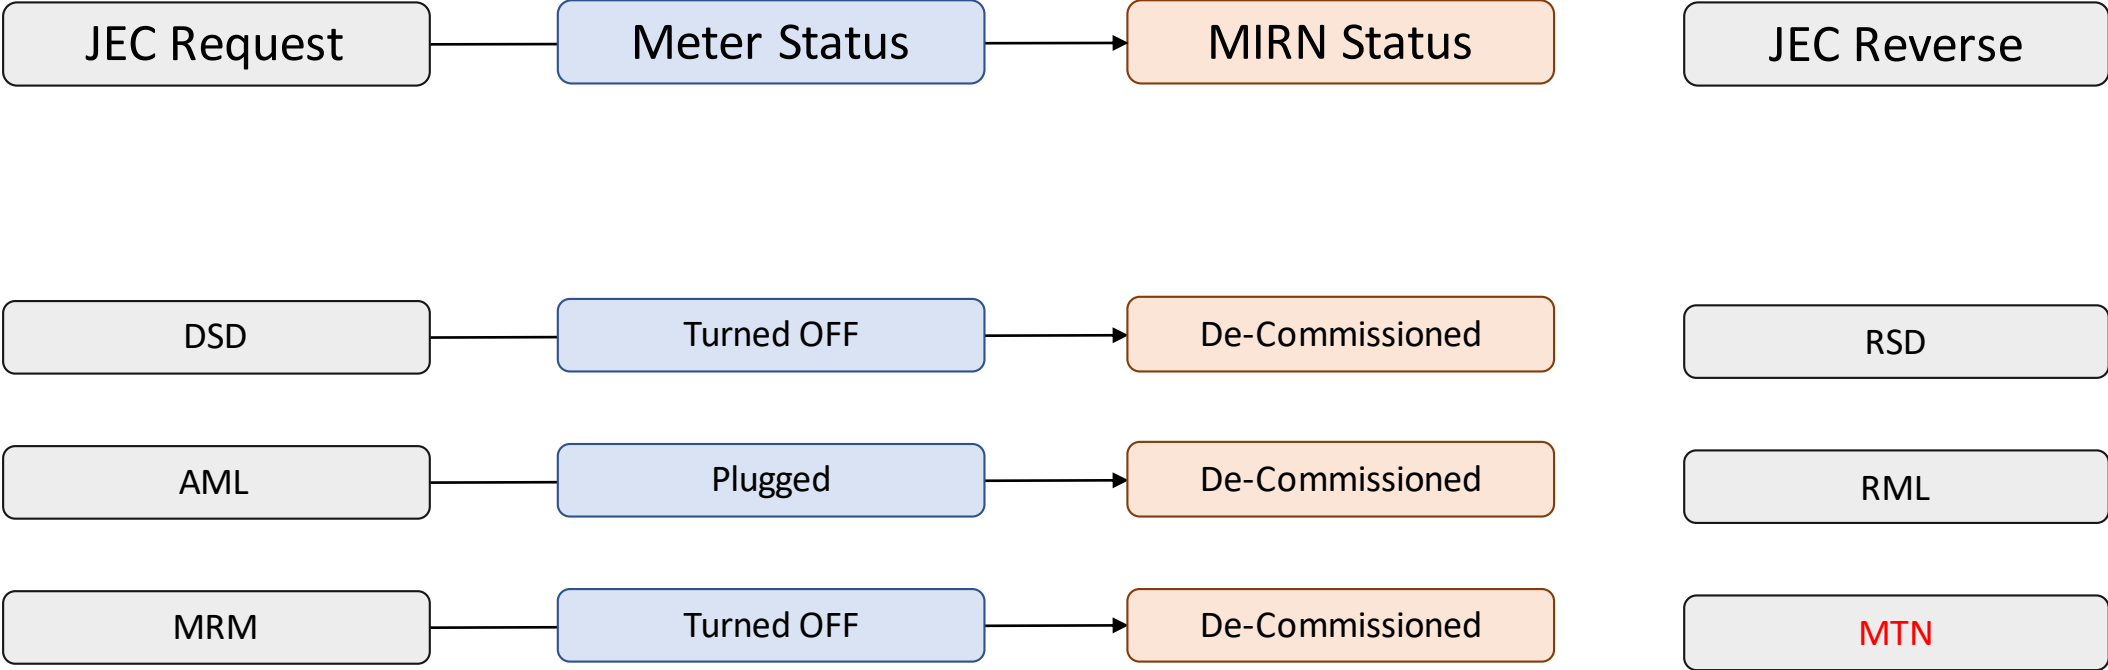 JEC Request
Meter Status
MIRN Status
JEC Reverse
DSD
Turned OFF
De-Commissioned
RSD
AML
Plugged
De-Commissioned
RML
MRM
Turned OFF
De-Commissioned
MTN